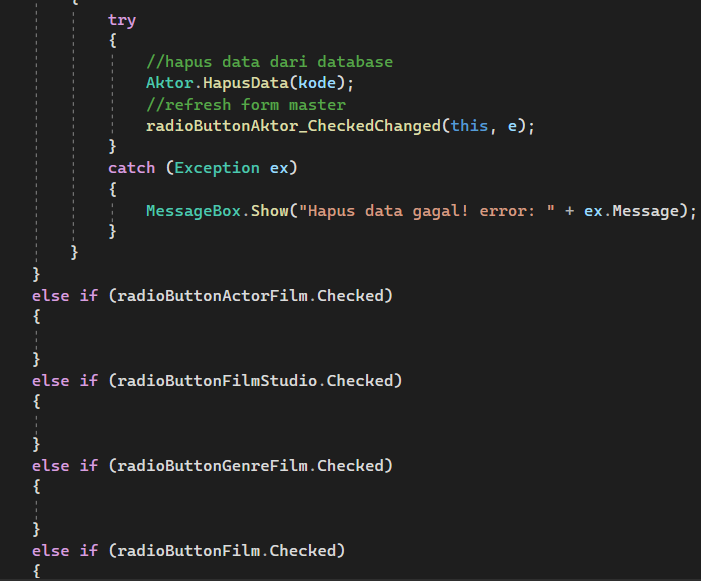 {
try
{
//hapus data dari database
Aktor.HapusData(kode);
//refresh form master
radioButtonAktor_CheckedChanged(this, e);
}
catch (Exception ex)
{
MessageBox.Show("Hapus data gagal! error: " + ex.Message);
}
}
}
else if (radioButtonActorFilm.Checked)
{
}
else if (radioButtonFilmStudio.Checked)
{
}
else if (radioButtonGenreFilm.Checked)
{
}
else if (radioButtonFilm.Checked)
{